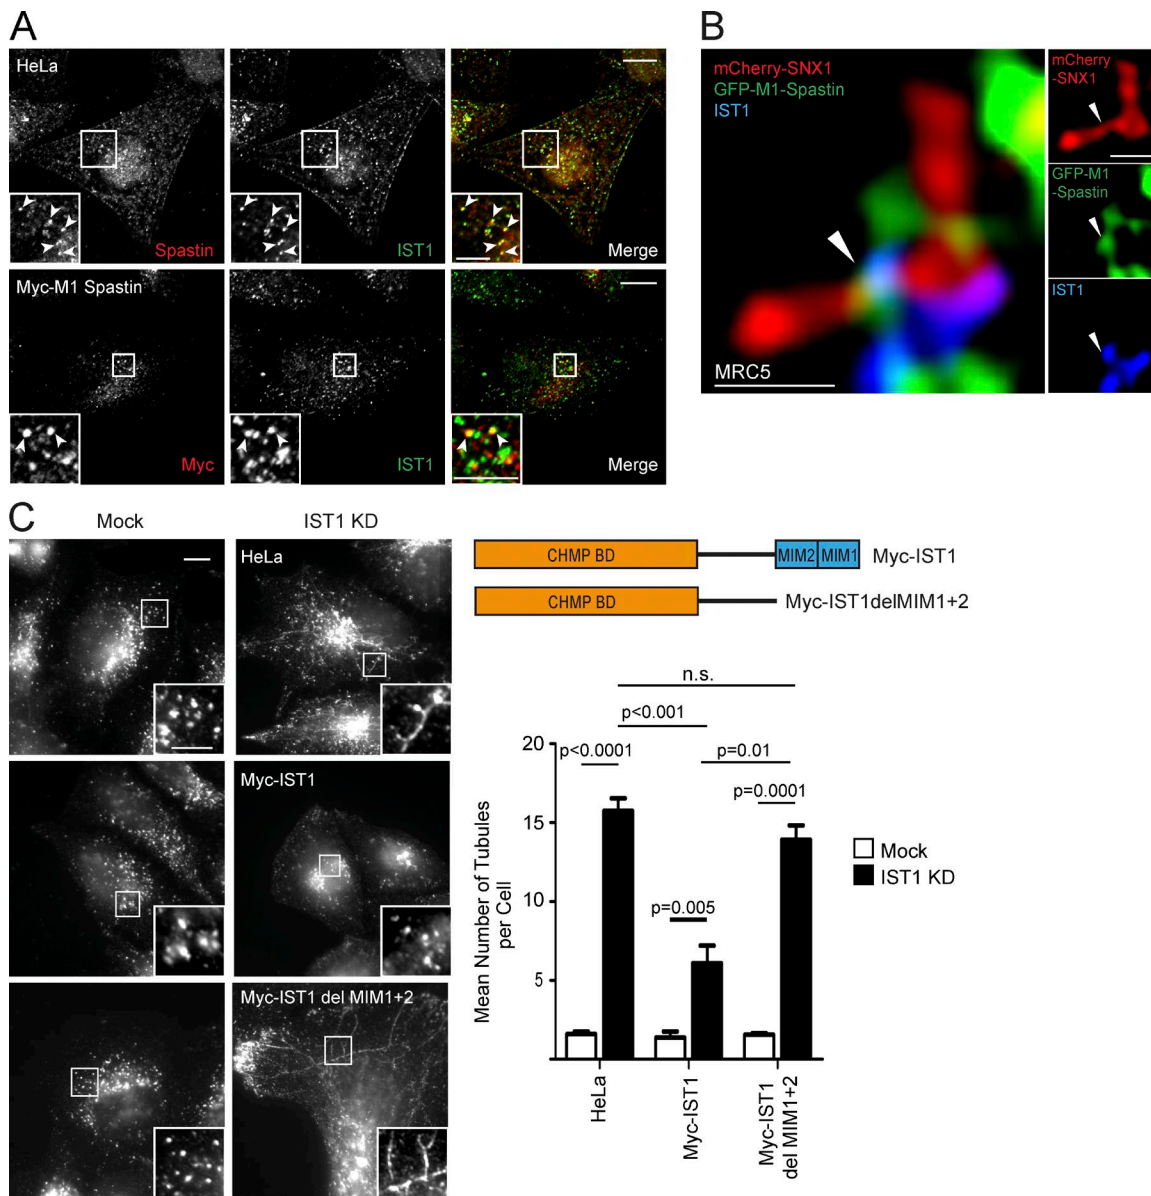 A
HeLa
Spastin
IST1
Merge
Myc-M1 Spastin
Myc
IST1
Merge
B
mCherry-SNX1
GFP-M1-Spastin
IST1
MRC5
mCherry
-SNX1
GFP-M1
-Spastin
IST1
C
Mock
IST1 KD
HeLa
Myc-IST1
Myc-IST1 del MIM1+2
CHMP BD
MIM2
MIM1
Myc-IST1
CHMP BD
Myc-IST1delMIM1+2
n.s.
p<0.001
p<0.0001
p=0.01
p=0.0001
p=0.005
20
15
10
5
Mean Number of Tubules
per Cell
Mock
IST1 KD
HeLa
Myc-IST1
Myc-IST1
del MIM1+2